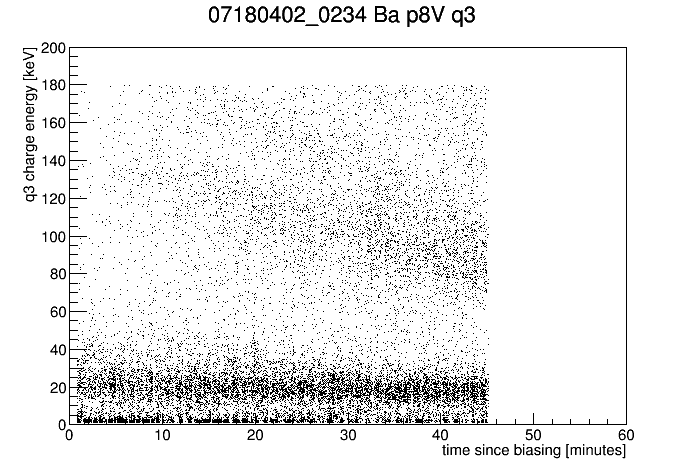 07180402_0234 Ba p8V q3
q3 charge energy [keV]
200
180
160
140
120
100
80
60
40
20
0
0 10 20 30 40 50 60
time since biasing [minutes]